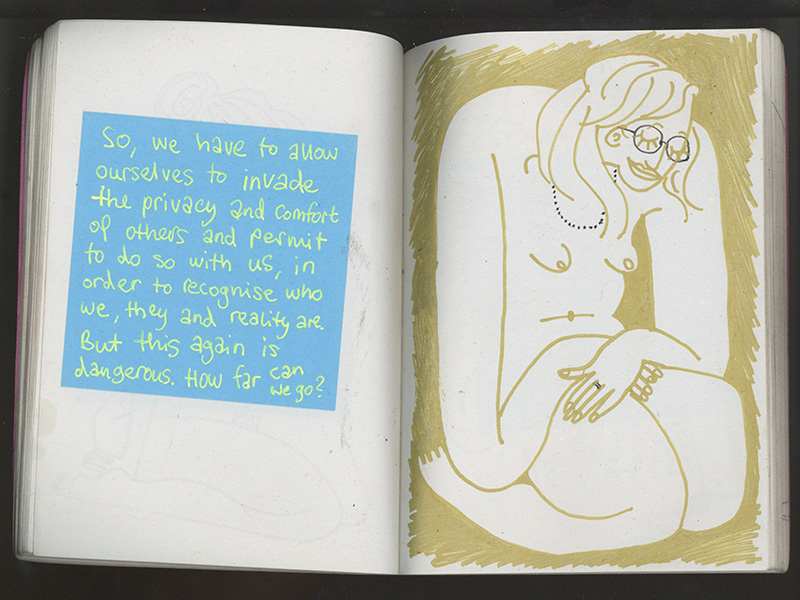 So, we have to allow
ourselves to invade
the privacy and comfort
of others and permit
to do so with us, in
order to recognise who
we, they and reality are.
But this again is
dangerous. How far can
we go?